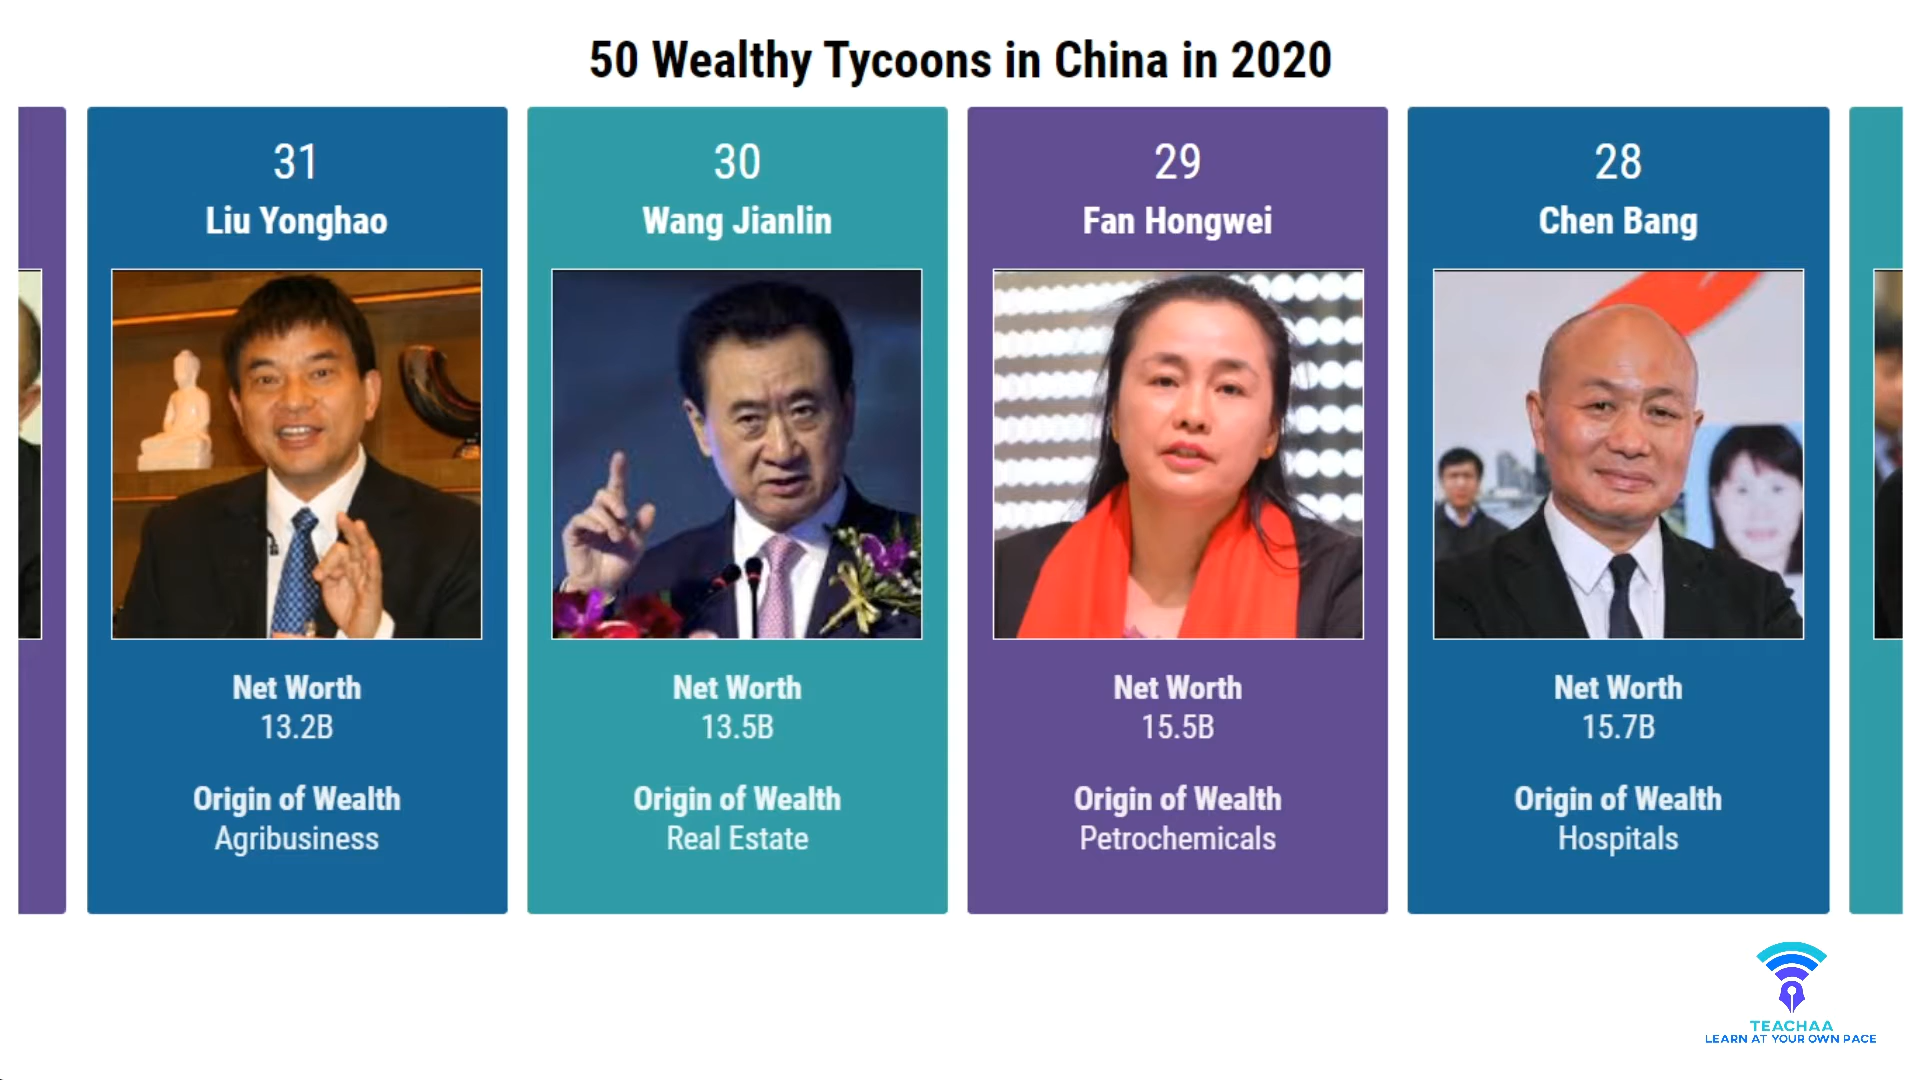 50 Wealthy Tycoons in China in 2020
31
Liu Yonghao
Net Worth
13.2B
Origin of Wealth
Agribusiness
30
Wang Jianlin
Net Worth
13.5B
Origin of Wealth
Real Estate
29
Fan Hongwei
Net Worth
15.5B
Origin of Wealth
Petrochemicals
28
Chen Bang
Net Worth
15.7B
Origin of Wealth
Hospitals
TEACHAA
LEARN AT YOUR OWN PACE